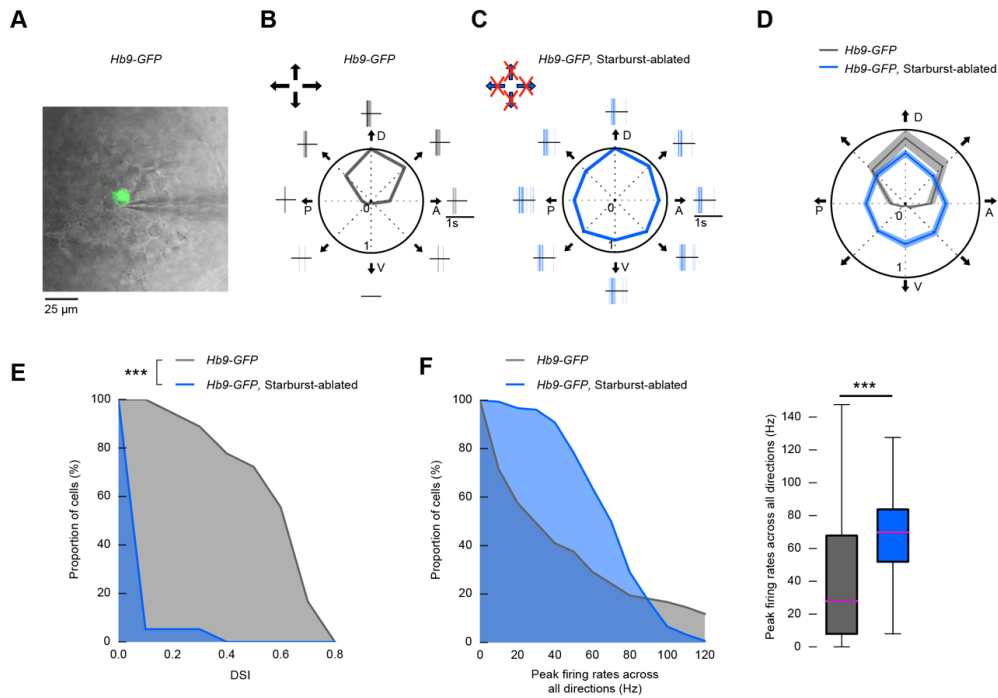 A
Hb9-GFP
25 µm
B
Hb9-GFP
D
P
A
0
1
V
1s
C
Hb9-GFP, Starburst-ablated
D
P
A
0
1
V
1s
D
Hb9-GFP
Hb9-GFP, Starburst-ablated
D
P
A
0
1
V
E
***
Hb9-GFP
Hb9-GFP, Starburst-ablated
Proportion of cells (%)
100
80
60
40
20
0
0.0 0.2 0.4 0.6 0.8
DSI
F
Hb9-GFP
Hb9-GFP, Starburst-ablated
Proportion of cells (%)
100
80
60
40
20
0
0 20 40 60 80 100 120
Peak firing rates across
all directions (Hz)
***
Peak firing rates across all directions (Hz)
140
120
100
80
60
40
20
0